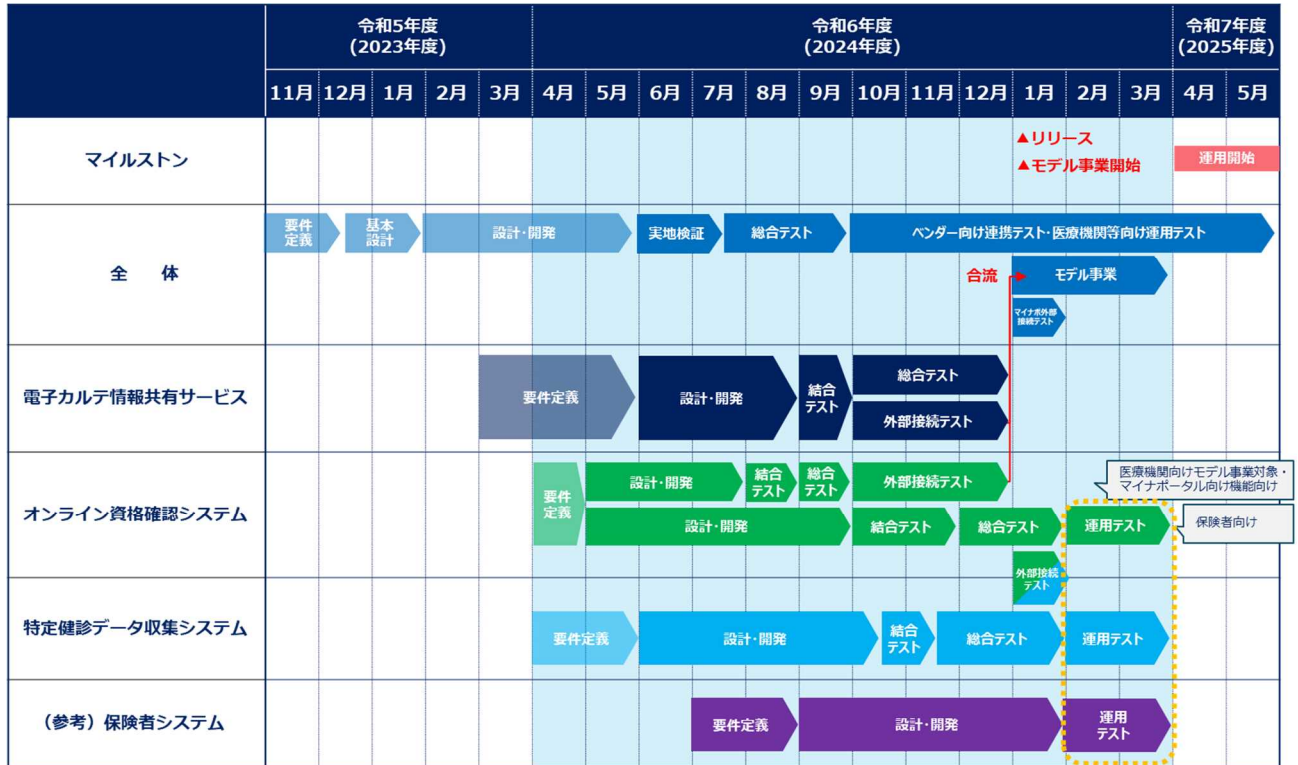 令和5年度
(2023年度)
令和6年度
(2024年度)
令和7年度
(2025年度)
11月 12月 1月 2月 3月 4月 5月 6月 7月 8月 9月 10月 11月 12月 1月 2月 3月 4月 5月
マイルストン
▲リリース
▲モデル事業開始
運用開始
全 体
要件
定義
基本
設計
設計・開発
実地検証
総合テスト
ベンダー向け連携テスト・医療機関等向け運用テスト
合流
モデル事業
マイナポ外部
接続テスト
電子カルテ情報共有サービス
要件定義
設計・開発
結合
テスト
総合テスト
外部接続テスト
オンライン資格確認システム
要件
定義
設計・開発
結合
テスト
総合
テスト
外部接続テスト
医療機関向けモデル事業対象・
マイナポータル向け機能向け
設計・開発
結合テスト
総合テスト
運用テスト
保険者向け
外部接続
テスト
特定健診データ収集システム
要件定義
設計・開発
結合
テスト
総合テスト
運用テスト
（参考）保険者システム
要件定義
設計・開発
運用
テスト